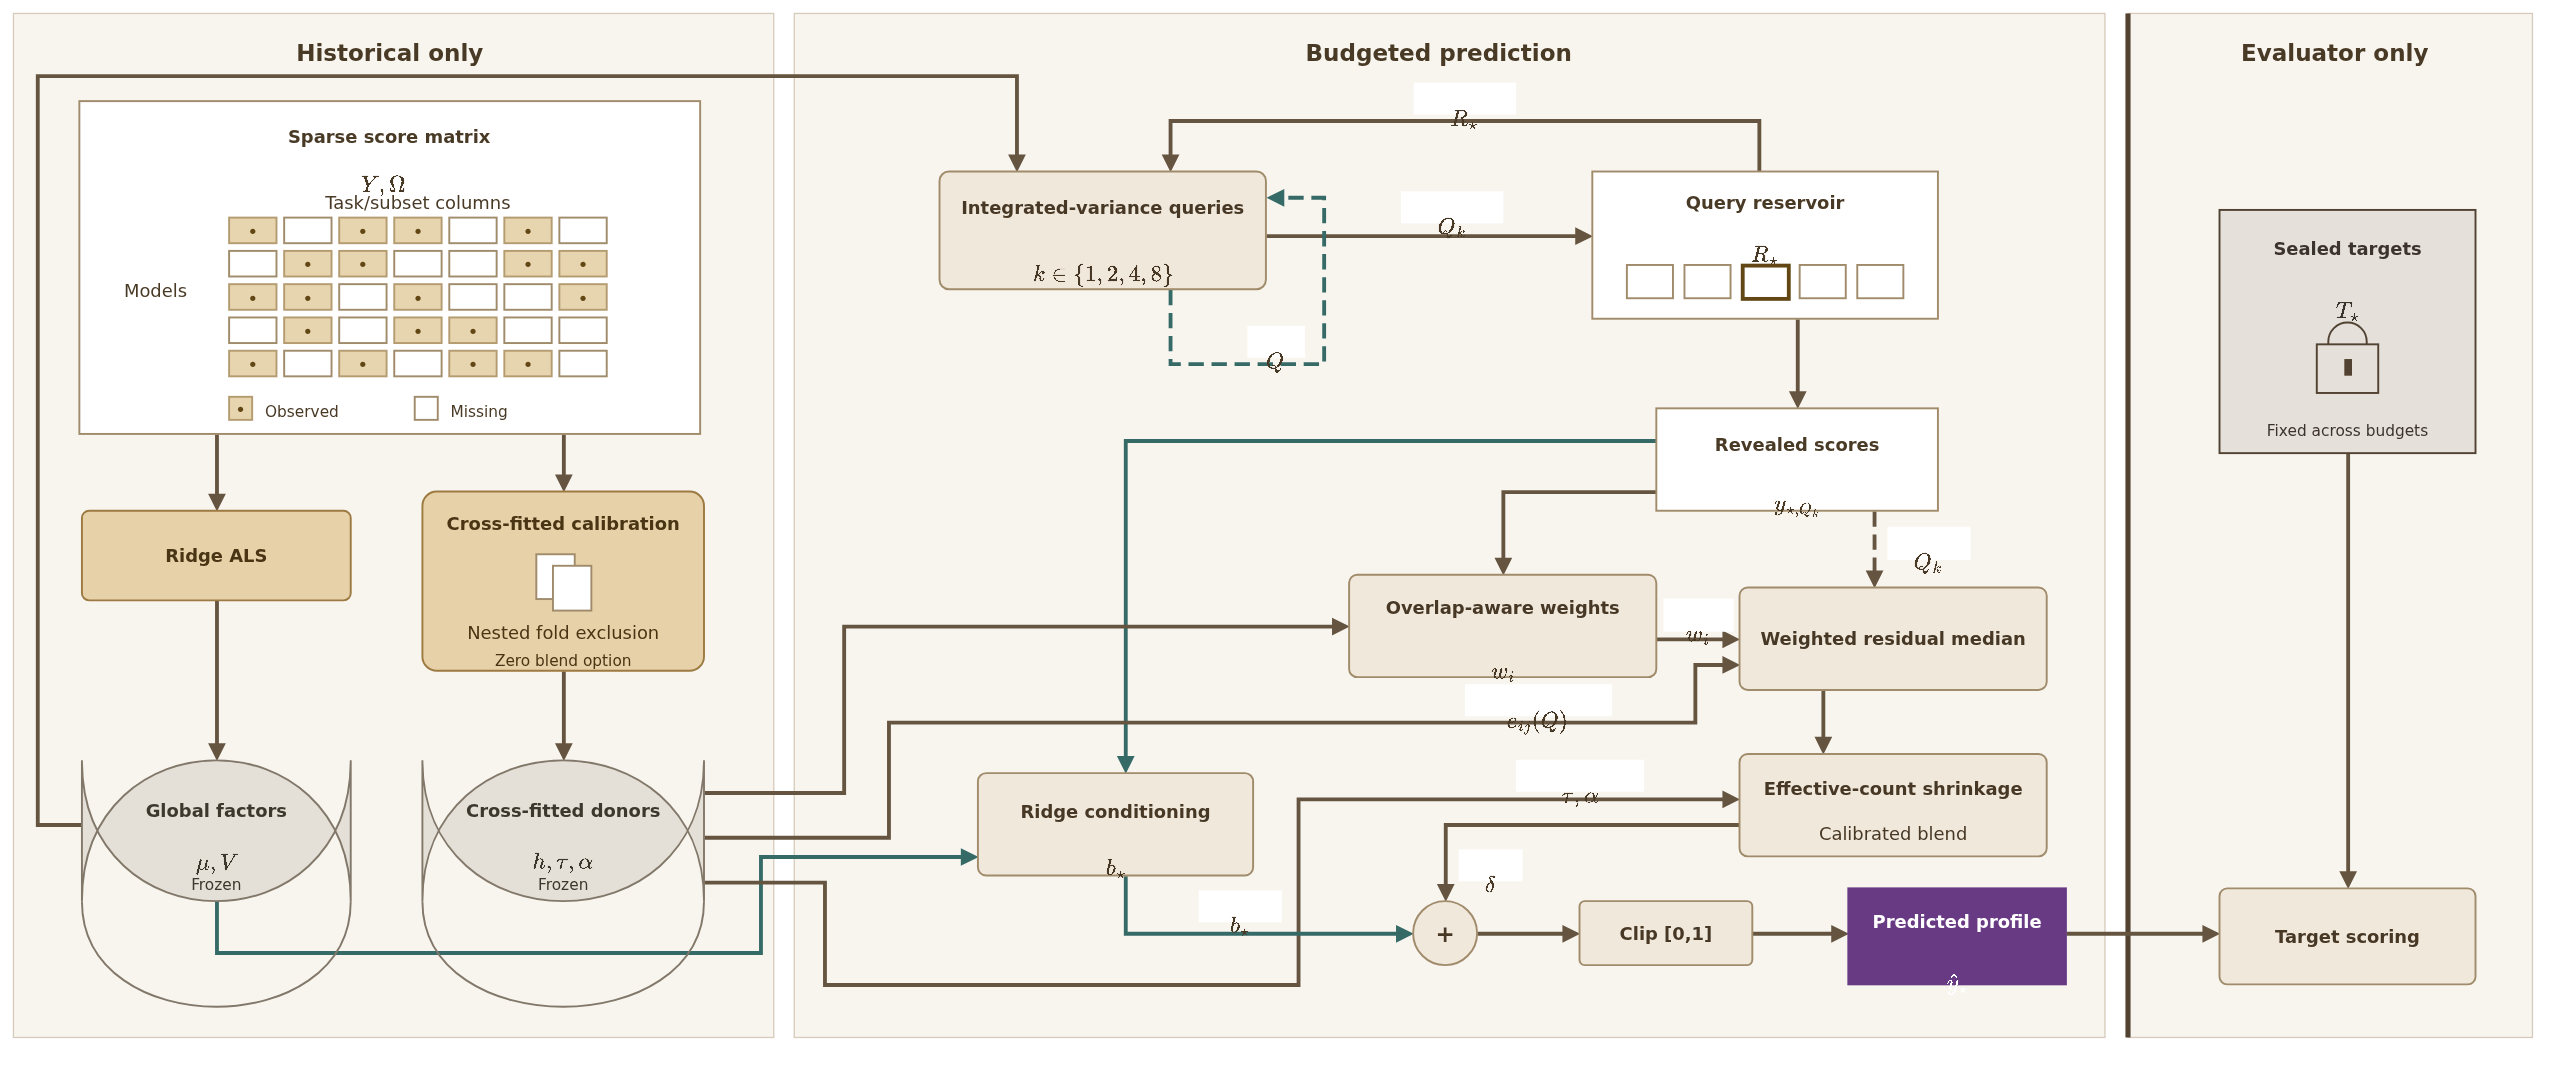 Historical only
Budgeted prediction
Evaluator only
Sparse score matrix
Y, Ω
Task/subset columns
Models
Observed
Missing
Ridge ALS
Cross-fitted calibration
Nested fold exclusion
Zero blend option
Global factors
μ, V
Frozen
Cross-fitted donors
h, τ, α
Frozen
R⋆
Integrated-variance queries
k ∈ {1, 2, 4, 8}
Q_k
Q
Query reservoir
R⋆
Revealed scores
y⋆,Q_k
Q_k
Overlap-aware weights
w_i
w_i
Weighted residual median
e_ij(Q)
Ridge conditioning
b⋆
τ, α
Effective-count shrinkage
Calibrated blend
δ
b⋆
+
Clip [0,1]
Predicted profile
Sealed targets
T⋆
Fixed across budgets
Target scoring